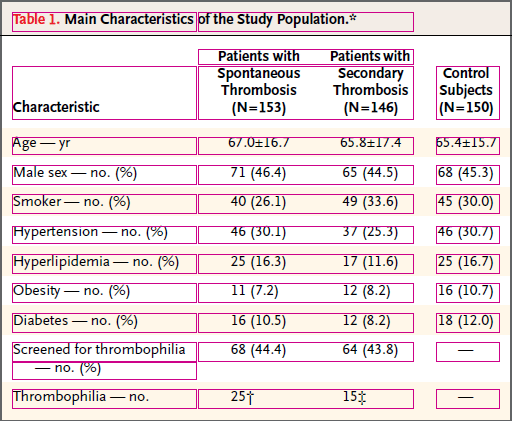 Table 1. Main Characteristics of the Study Population.*
Patients with Patients with
Spontaneous Secondary Control
Thrombosis Thrombosis Subjects
Characteristic (N=153) (N=146) (N=150)
Age — yr 67.0±16.7 65.8±17.4 65.4±15.7
Male sex — no. (%) 71 (46.4) 65 (44.5) 68 (45.3)
Smoker — no. (%) 40 (26.1) 49 (33.6) 45 (30.0)
Hypertension — no. (%) 46 (30.1) 37 (25.3) 46 (30.7)
Hyperlipidemia — no. (%) 25 (16.3) 17 (11.6) 25 (16.7)
Obesity — no. (%) 11 (7.2) 12 (8.2) 16 (10.7)
Diabetes — no. (%) 16 (10.5) 12 (8.2) 18 (12.0)
Screened for thrombophilia 68 (44.4) 64 (43.8) —
— no. (%)
Thrombophilia — no. 25† 15‡ —